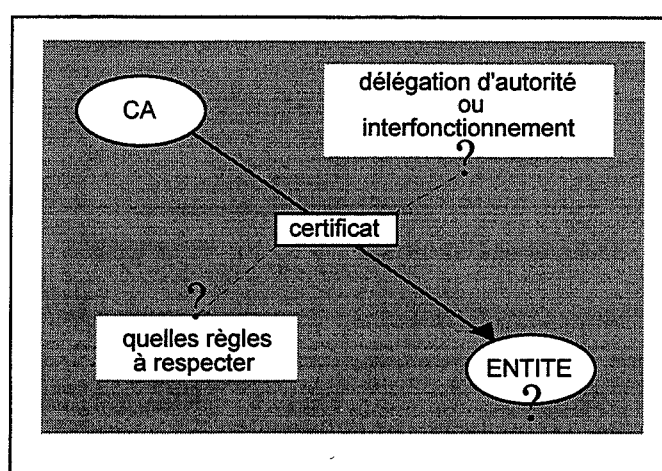 CA
délégation d'autorité
ou
interfonctionnement
?
certificat
?
quelles règles
à respecter
ENTITE
?